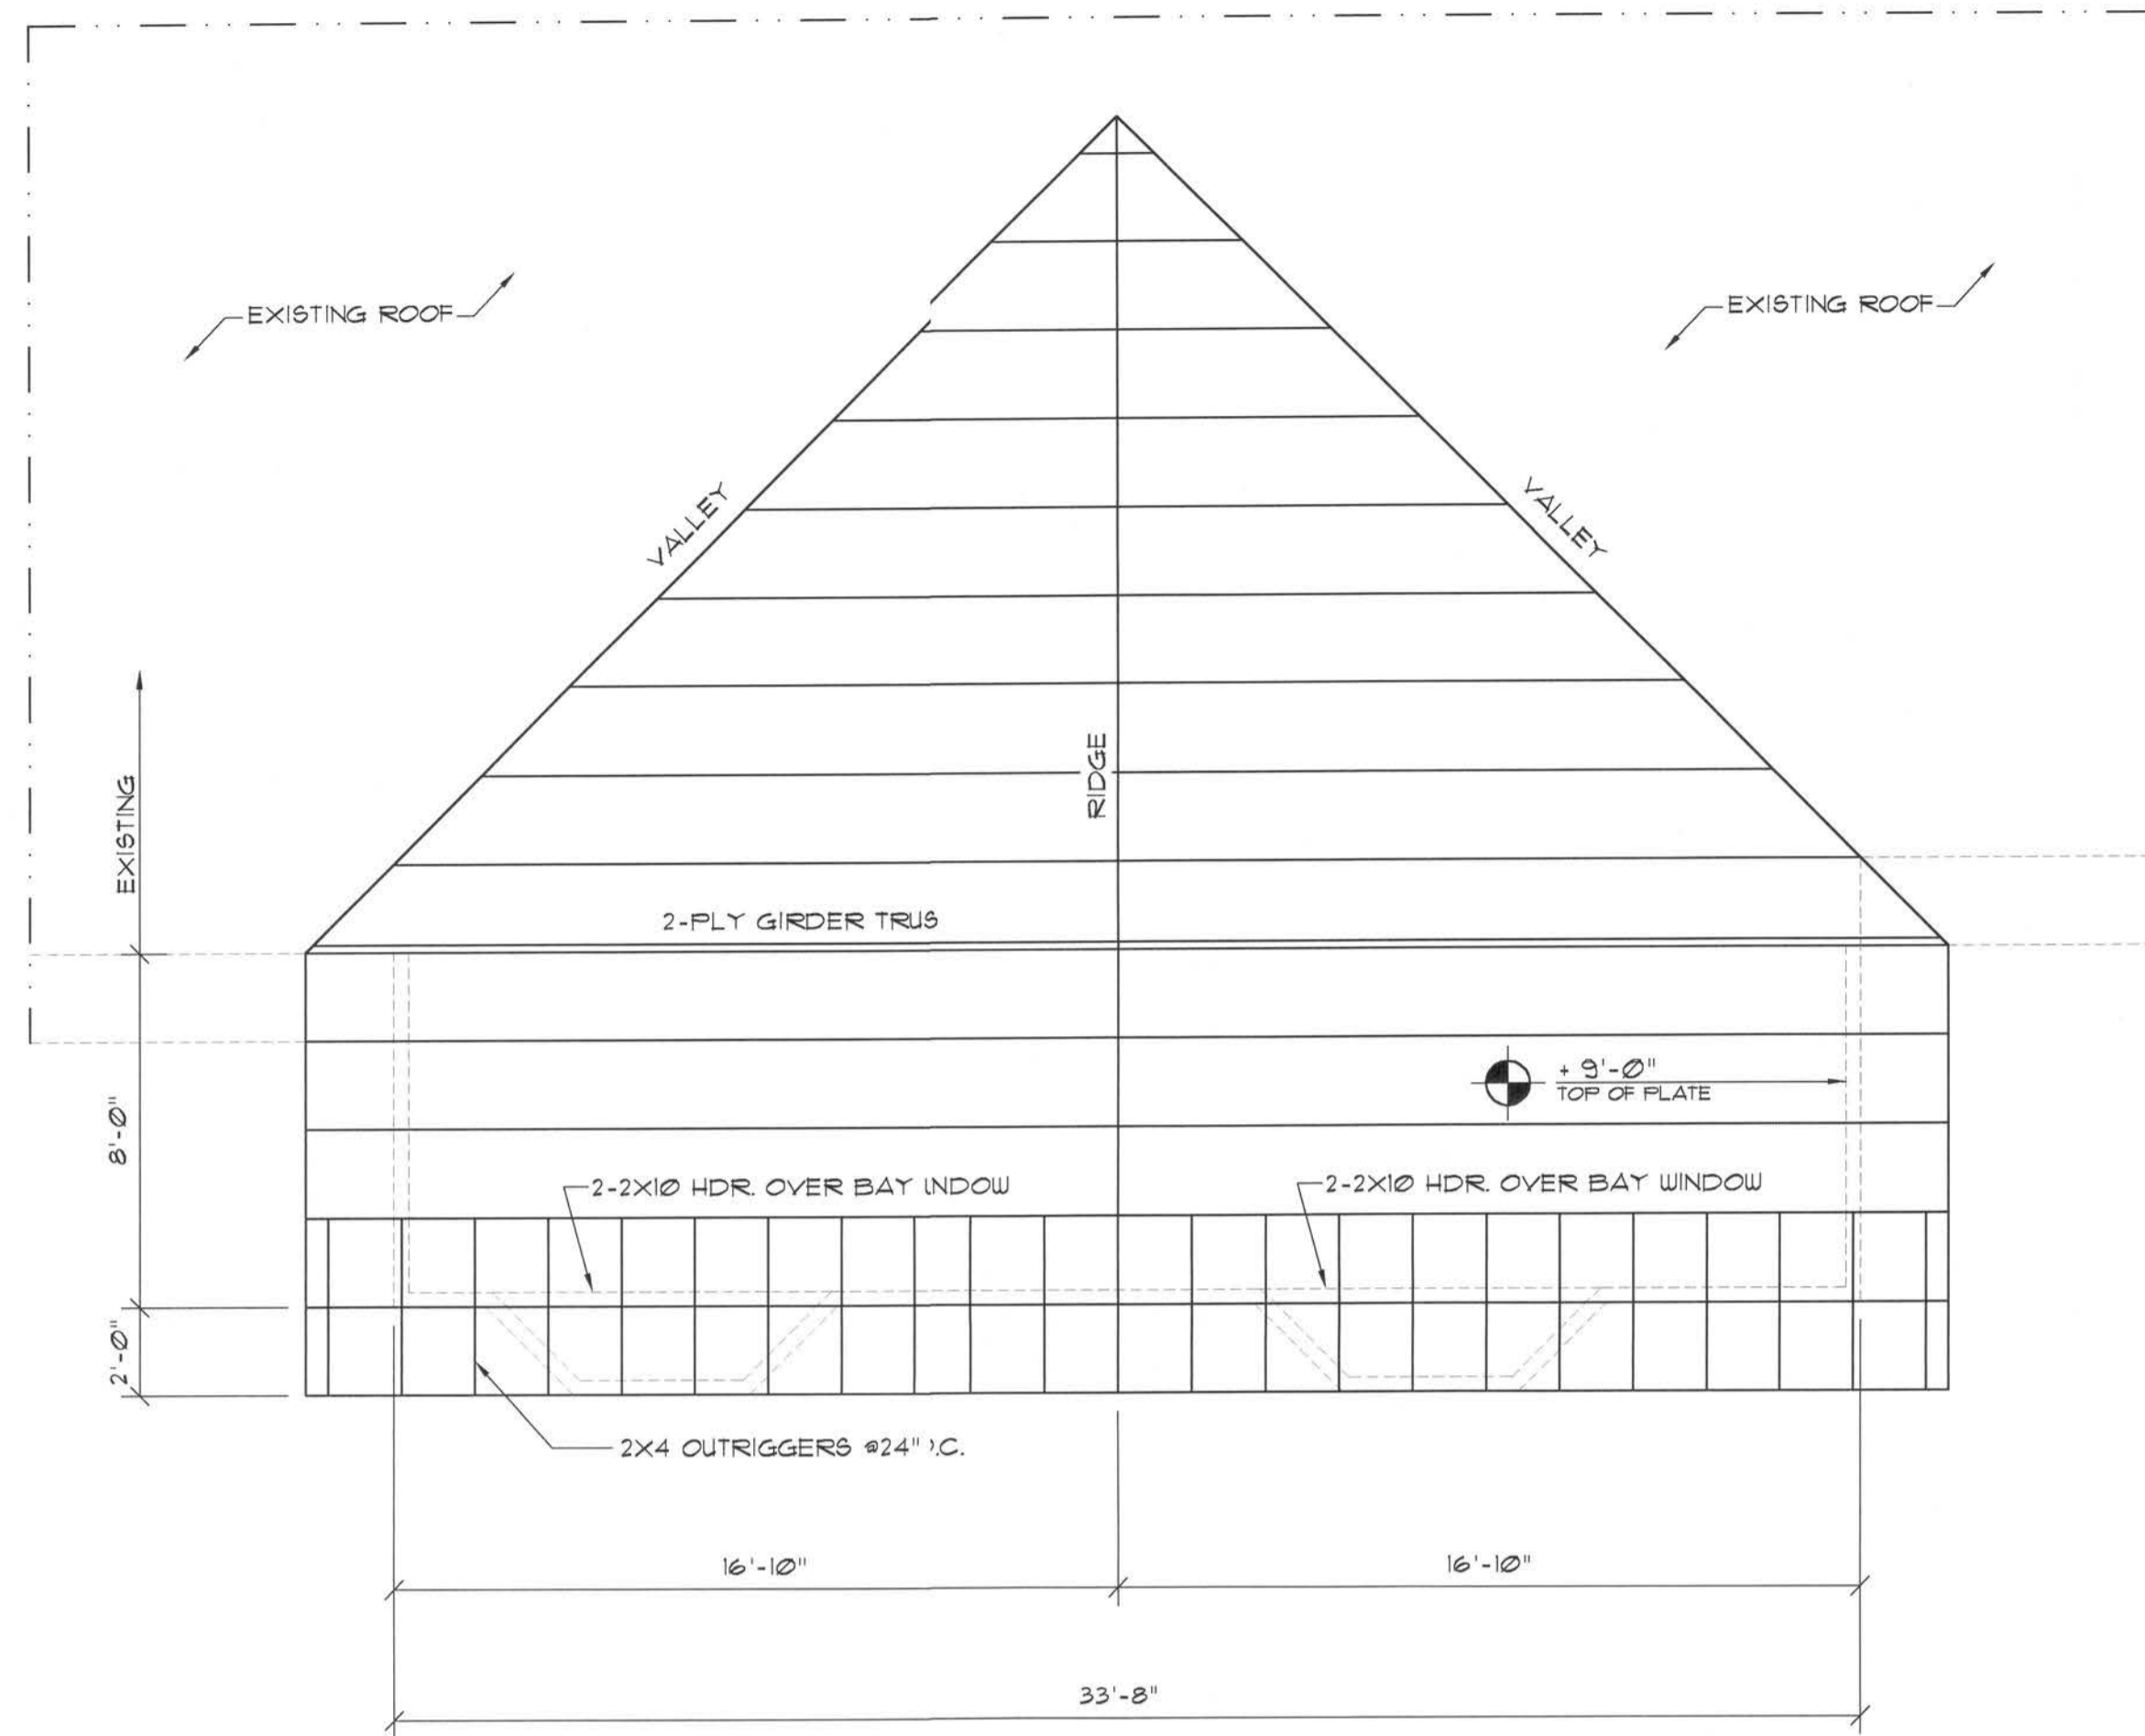 EXISTING ROOF
EXISTING ROOF
VALLEY
VALLEY
RIDGE
EXISTING
2-PLY GIRDER TRUS
+ 9'-0"
TOP OF PLATE
8'-0"
2-2X10 HDR. OVER BAY INDOW
2-2X10 HDR. OVER BAY WINDOW
2'-0"
2X4 OUTRIGGERS @24" .C.
16'-10"
16'-10"
33'-8"